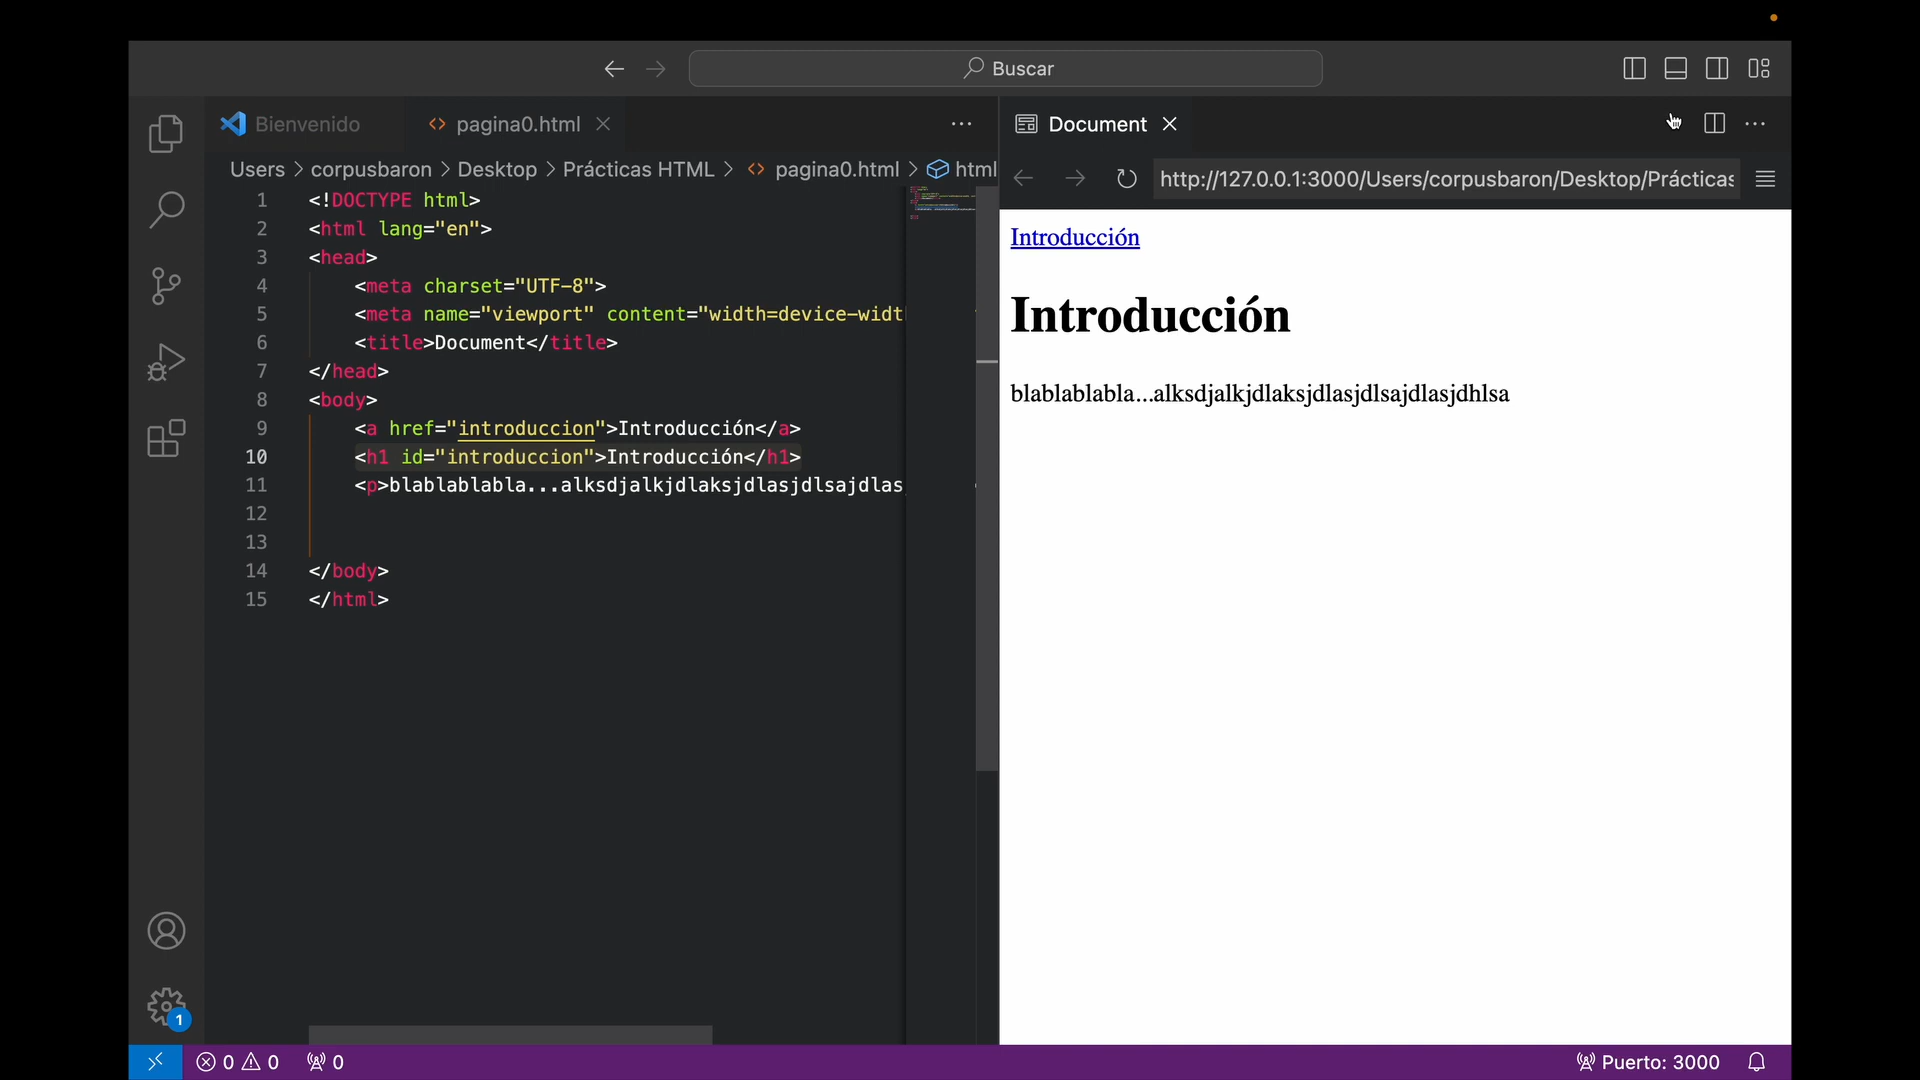 Buscar
Bienvenido
<> pagina0.html
Document
Users > corpusbaron > Desktop > Prácticas HTML > <> pagina0.html > html
http://127.0.0.1:3000/Users/corpusbaron/Desktop/Prácticas
1 <!DOCTYPE html>
2 <html lang="en">
3 <head>
4 <meta charset="UTF-8">
5 <meta name="viewport" content="width=device-widt
6 <title>Document</title>
7 </head>
8 <body>
9 <a href="introduccion">Introducción</a>
10 <h1 id="introduccion">Introducción</h1>
11 <p>blablablabla...alksdjalkjdlaksjdlasjdlsajdlas
12
13
14 </body>
15 </html>
Introducción
Introducción
blablablabla...alksdjalkjdlaksjdlasjdlsajdlasjdhlsa
1
0 0 0
Puerto: 3000